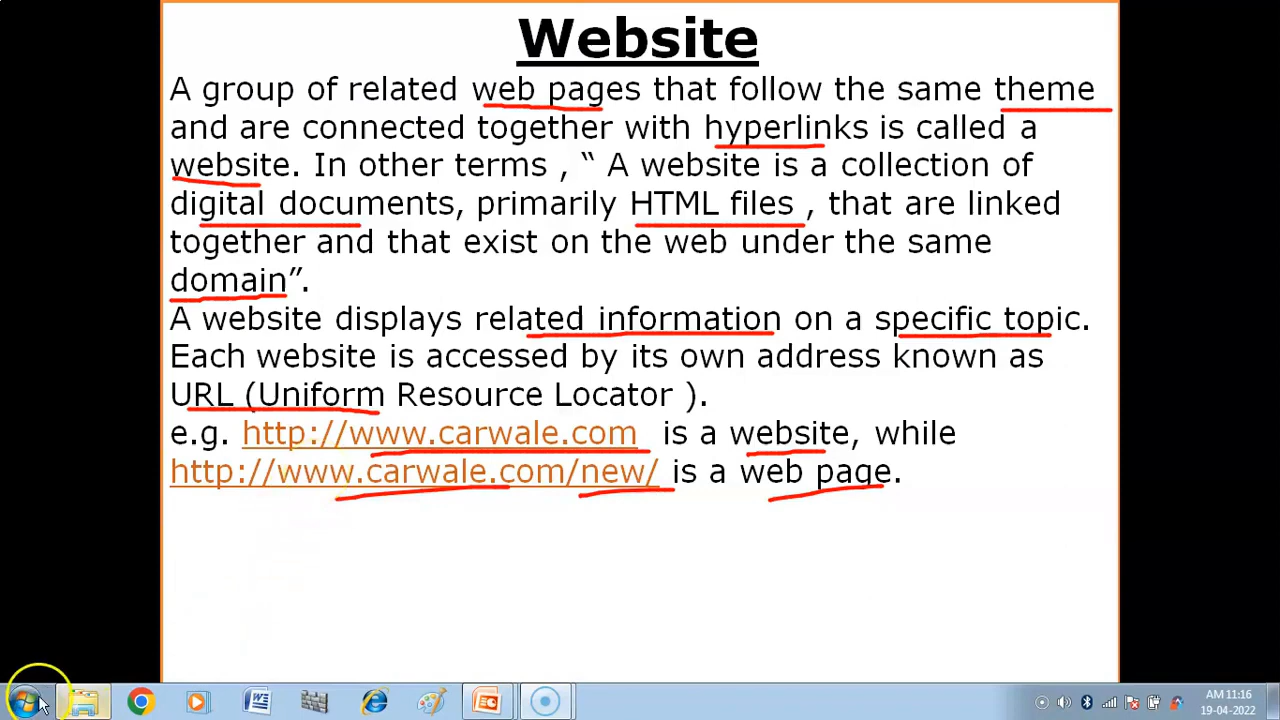 Website
A group of related web pages that follow the same theme
and are connected together with hyperlinks is called a
website. In other terms , “ A website is a collection of
digital documents, primarily HTML files , that are linked
together and that exist on the web under the same
domain”.
A website displays related information on a specific topic.
Each website is accessed by its own address known as
URL (Uniform Resource Locator ).
e.g. http://www.carwale.com is a website, while
http://www.carwale.com/new/ is a web page.
AM 11:16
19-04-2022